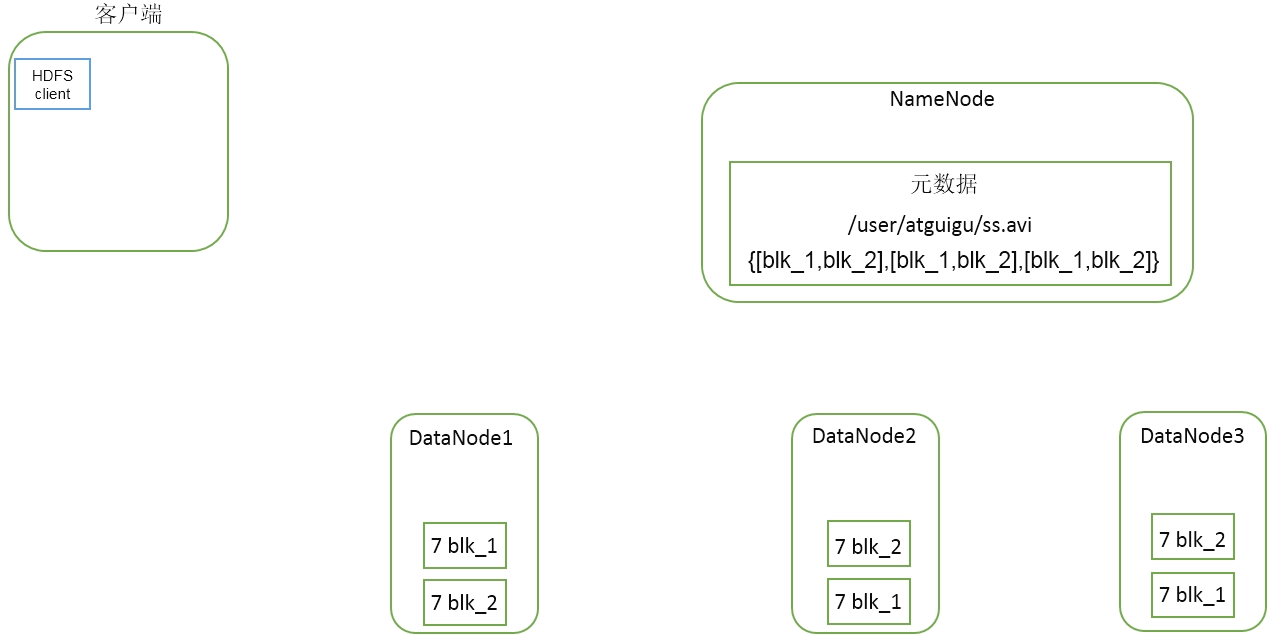 客户端
HDFS
client
NameNode
元数据
/user/atguigu/ss.avi
{[blk_1,blk_2],[blk_1,blk_2],[blk_1,blk_2]}
DataNode1
7 blk_1
7 blk_2
DataNode2
7 blk_2
7 blk_1
DataNode3
7 blk_2
7 blk_1